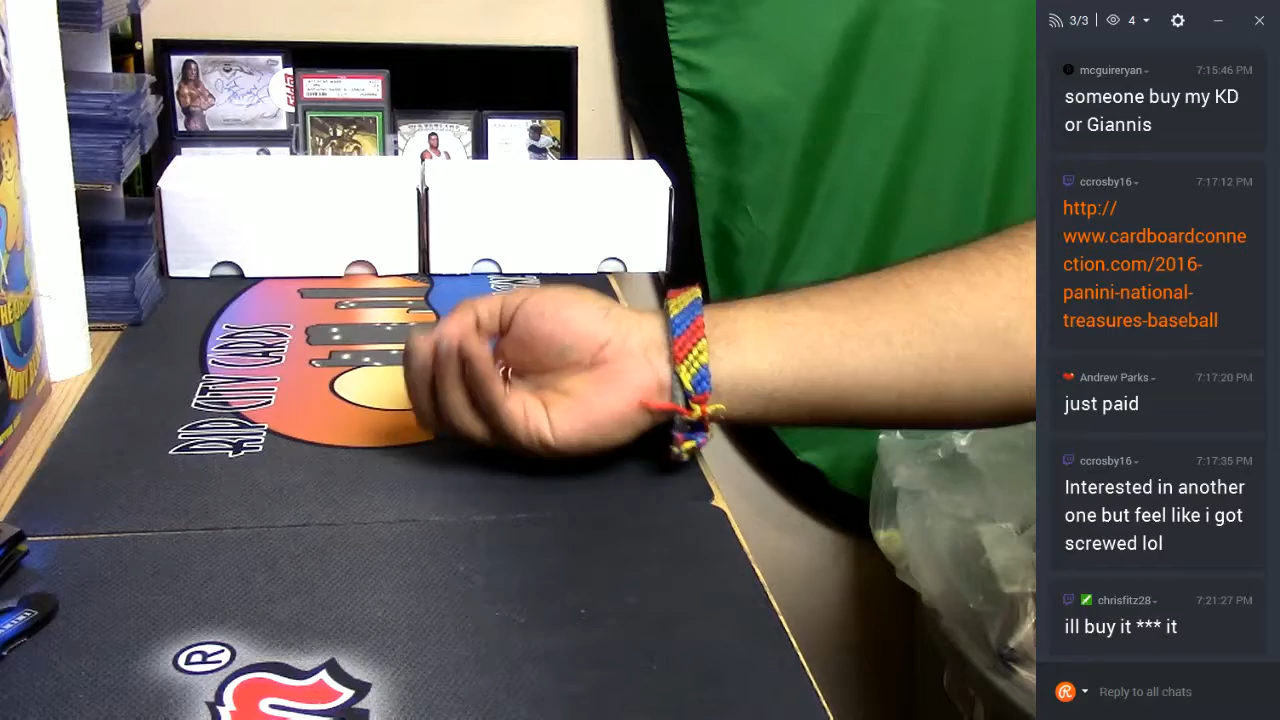 3/3
4
mcguireryan
7:15:46 PM
someone buy my KD
or Giannis
ccrosby16
7:17:12 PM
http://
www.cardboardconne
ction.com/2016-
panini-national-
treasures-baseball
Andrew Parks
7:17:20 PM
just paid
ccrosby16
7:17:35 PM
Interested in another
one but feel like i got
screwed lol
chrisfitz28
7:21:27 PM
ill buy it *** it
Reply to all chats
RIP CITY CARDS
®